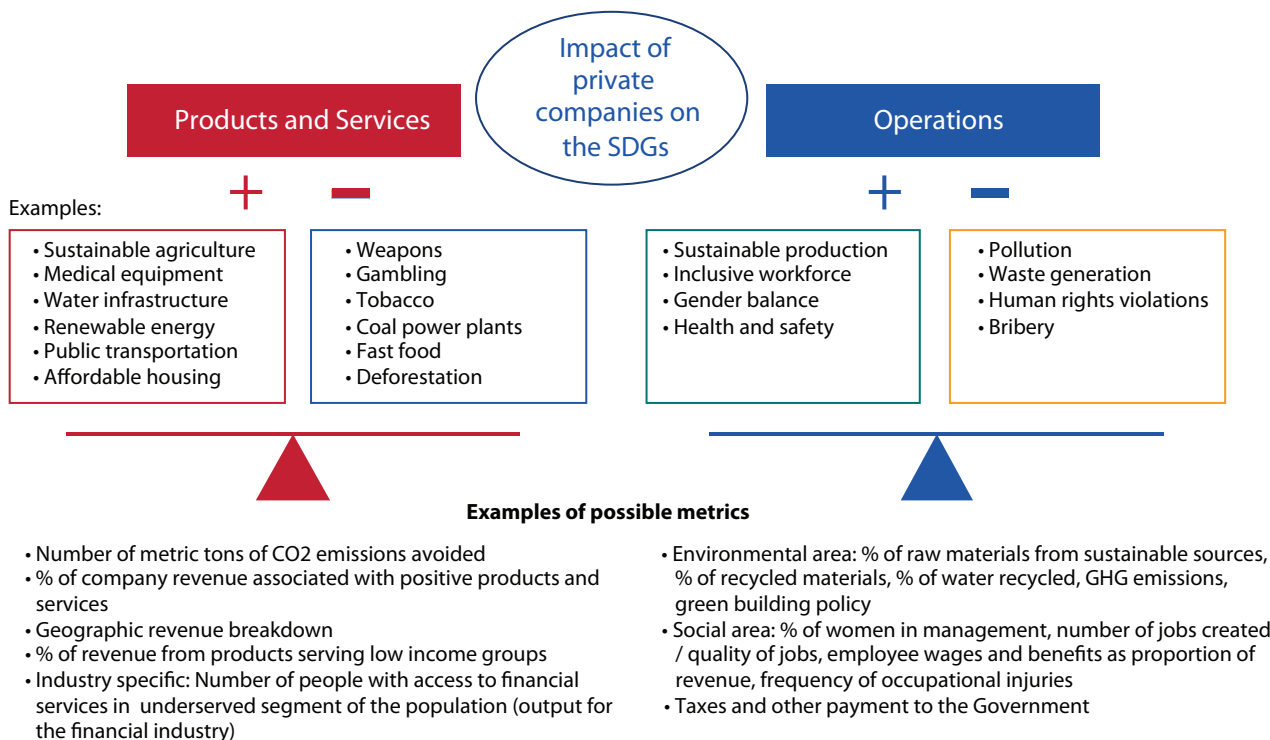 Impact of
private
companies on
the SDGs
Products and Services
Operations
+
−
+
−
Examples:
• Sustainable agriculture
• Medical equipment
• Water infrastructure
• Renewable energy
• Public transportation
• Affordable housing
• Weapons
• Gambling
• Tobacco
• Coal power plants
• Fast food
• Deforestation
• Sustainable production
• Inclusive workforce
• Gender balance
• Health and safety
• Pollution
• Waste generation
• Human rights violations
• Bribery
Examples of possible metrics
• Number of metric tons of CO2 emissions avoided
• % of company revenue associated with positive products and
services
• Geographic revenue breakdown
• % of revenue from products serving low income groups
• Industry specific: Number of people with access to financial
services in underserved segment of the population (output for
the financial industry)
• Environmental area: % of raw materials from sustainable sources,
% of recycled materials, % of water recycled, GHG emissions,
green building policy
• Social area: % of women in management, number of jobs created
/ quality of jobs, employee wages and benefits as proportion of
revenue, frequency of occupational injuries
• Taxes and other payment to the Government